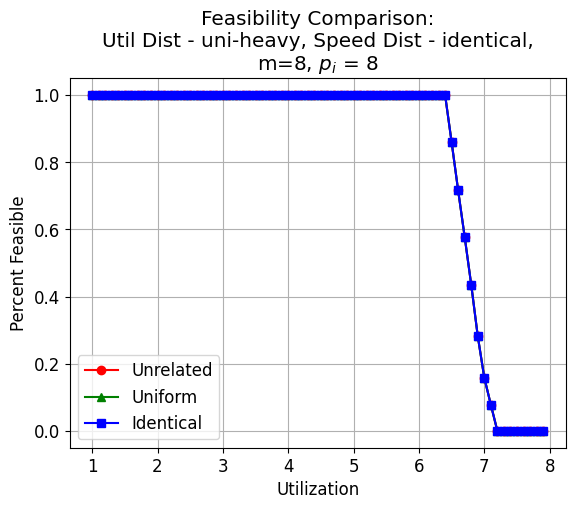 Feasibility Comparison:
Util Dist - uni-heavy, Speed Dist - identical,
m=8, $p_i$ = 8
1.0
0.8
0.6
0.4
0.2
0.0
Percent Feasible
Unrelated
Uniform
Identical
1 2 3 4 5 6 7 8
Utilization